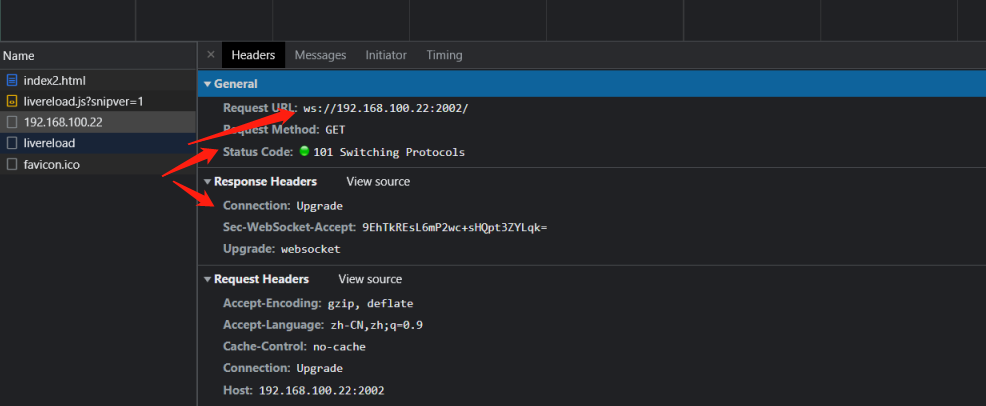 Name
index2.html
livereload.js?snipver=1
192.168.100.22
livereload
favicon.ico
× Headers Messages Initiator Timing
General
Request URL: ws://192.168.100.22:2002/
Request Method: GET
Status Code: 101 Switching Protocols
Response Headers View source
Connection: Upgrade
Sec-WebSocket-Accept: 9EhTkREsL6mP2wc+sHQpt3ZYLqk=
Upgrade: websocket
Request Headers View source
Accept-Encoding: gzip, deflate
Accept-Language: zh-CN,zh;q=0.9
Cache-Control: no-cache
Connection: Upgrade
Host: 192.168.100.22:2002